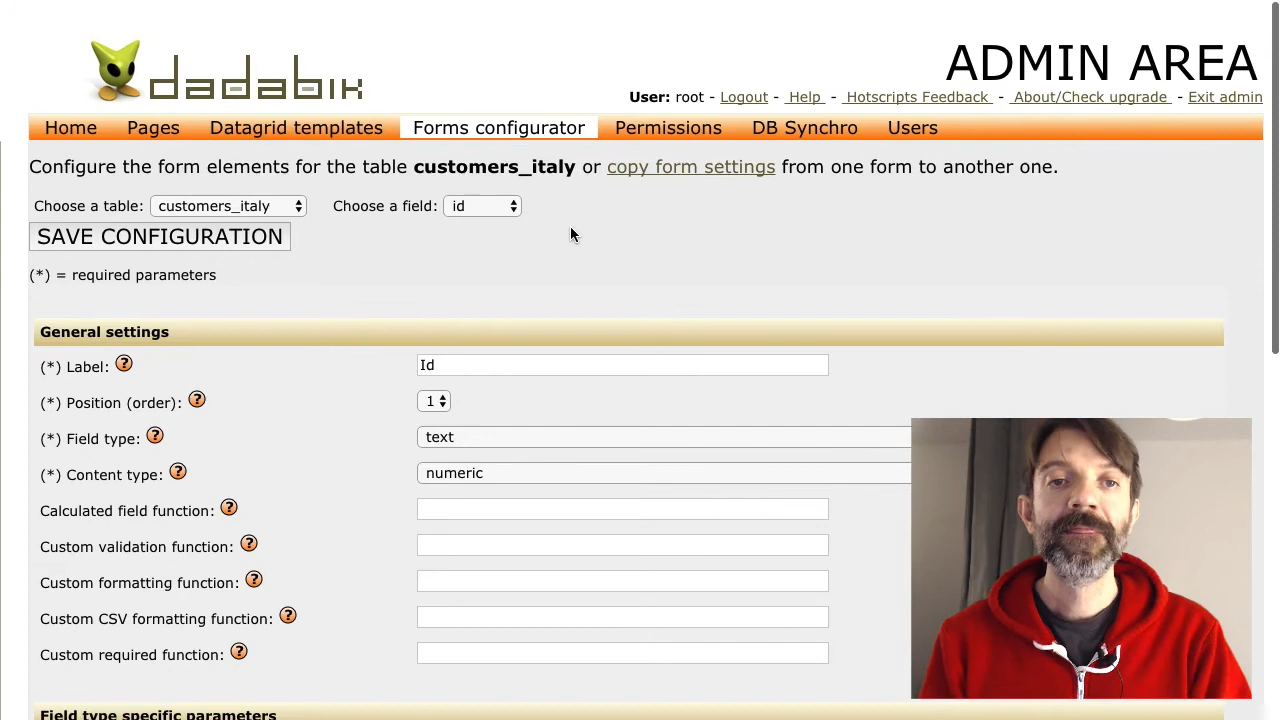 dadabik
ADMIN AREA
User: root - Logout - Help - Hotscripts Feedback - About/Check upgrade - Exit admin
Home Pages Datagrid templates Forms configurator Permissions DB Synchro Users
Configure the form elements for the table customers_italy or copy form settings from one form to another one.
Choose a table: customers_italy Choose a field: id
SAVE CONFIGURATION
(*) = required parameters
General settings
(*) Label: ? Id
(*) Position (order): ? 1
(*) Field type: ? text
(*) Content type: ? numeric
Calculated field function: ?
Custom validation function: ?
Custom formatting function: ?
Custom CSV formatting function: ?
Custom required function: ?
Field type specific parameters